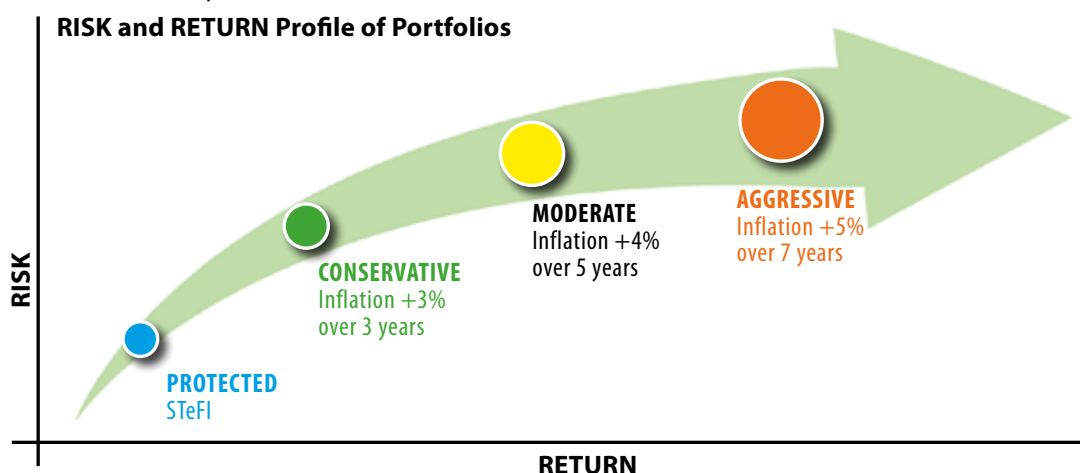 RISK and RETURN Profile of Portfolios
RISK
MODERATE
Inflation +4%
over 5 years
AGGRESSIVE
Inflation +5%
over 7 years
CONSERVATIVE
Inflation +3%
over 3 years
PROTECTED
STeFI
RETURN